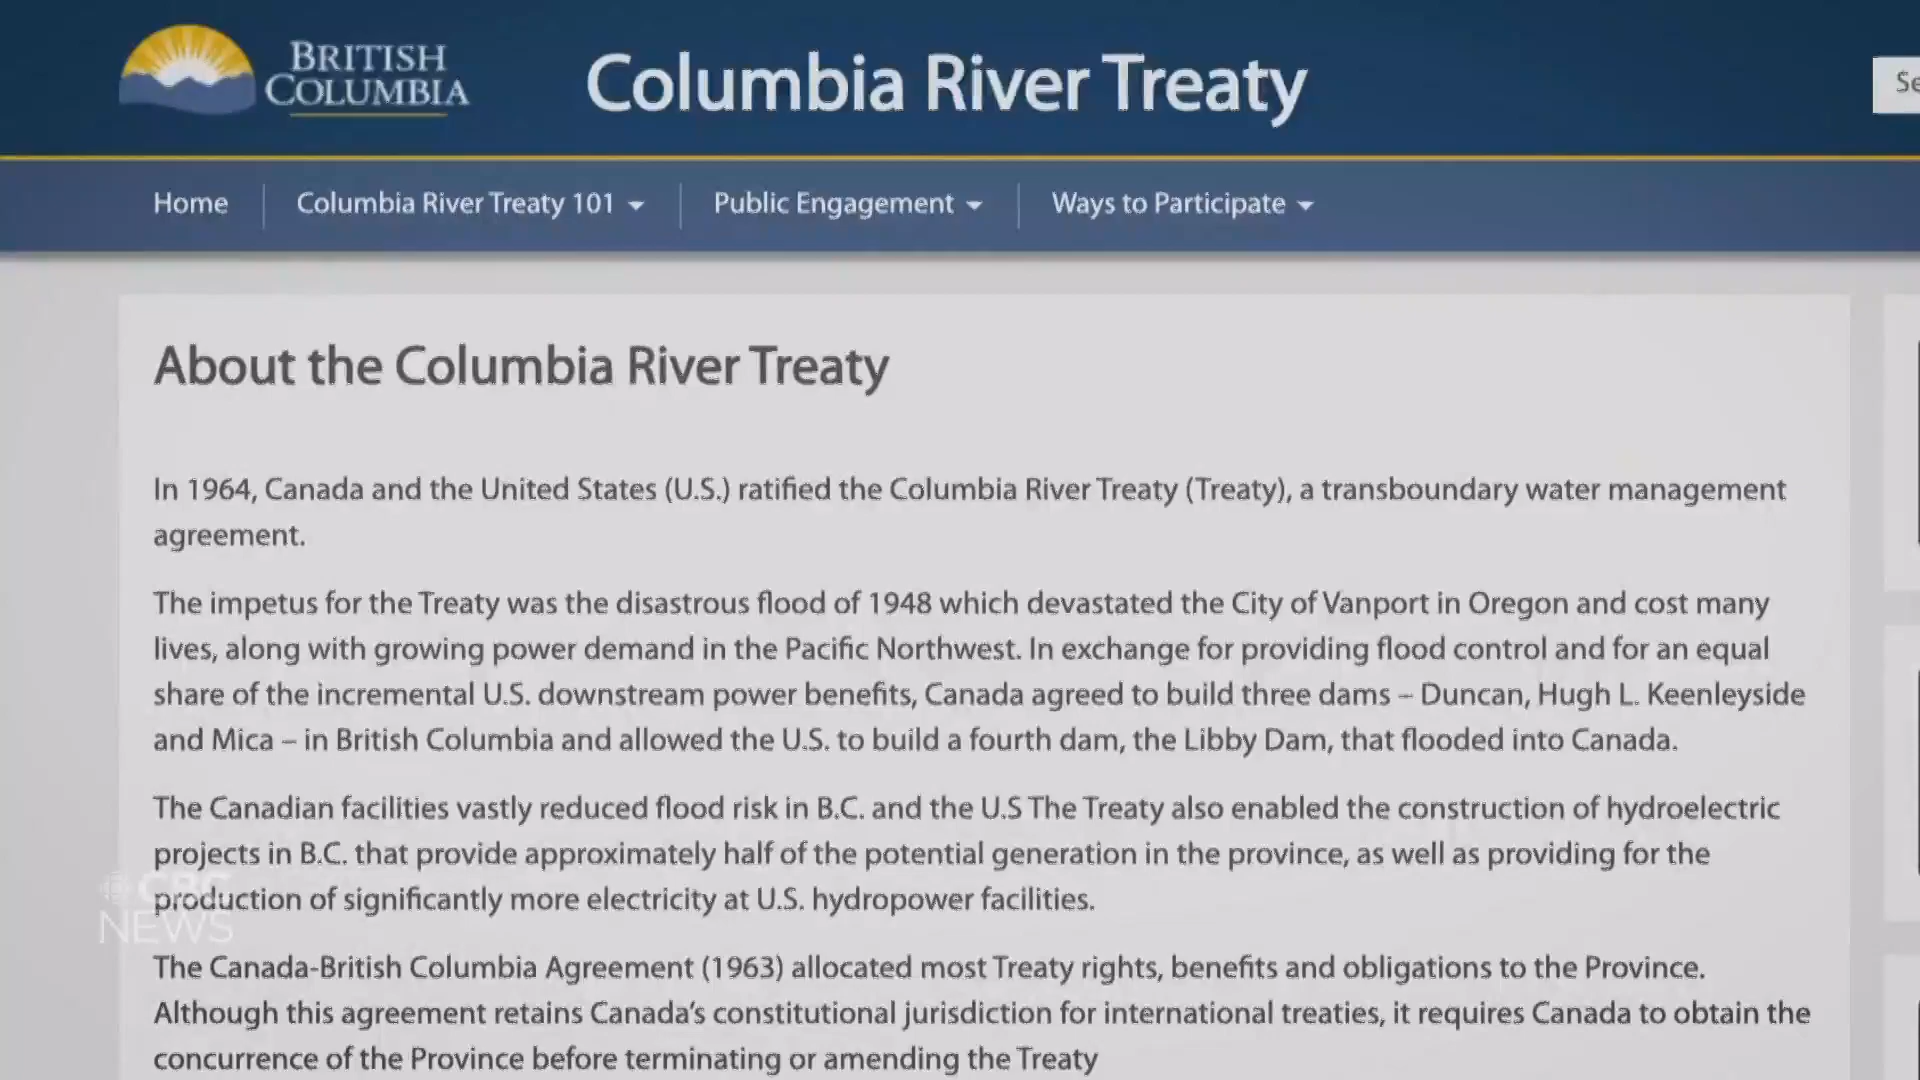 BRITISH
COLUMBIA
Columbia River Treaty
Home
Columbia River Treaty 101
Public Engagement
Ways to Participate
About the Columbia River Treaty
In 1964, Canada and the United States (U.S.) ratified the Columbia River Treaty (Treaty), a transboundary water management
agreement.
The impetus for the Treaty was the disastrous flood of 1948 which devastated the City of Vanport in Oregon and cost many
lives, along with growing power demand in the Pacific Northwest. In exchange for providing flood control and for an equal
share of the incremental U.S. downstream power benefits, Canada agreed to build three dams – Duncan, Hugh L. Keenleyside
and Mica – in British Columbia and allowed the U.S. to build a fourth dam, the Libby Dam, that flooded into Canada.
The Canadian facilities vastly reduced flood risk in B.C. and the U.S The Treaty also enabled the construction of hydroelectric
projects in B.C. that provide approximately half of the potential generation in the province, as well as providing for the
production of significantly more electricity at U.S. hydropower facilities.
CBC
NEWS
The Canada-British Columbia Agreement (1963) allocated most Treaty rights, benefits and obligations to the Province.
Although this agreement retains Canada's constitutional jurisdiction for international treaties, it requires Canada to obtain the
concurrence of the Province before terminating or amending the Treaty